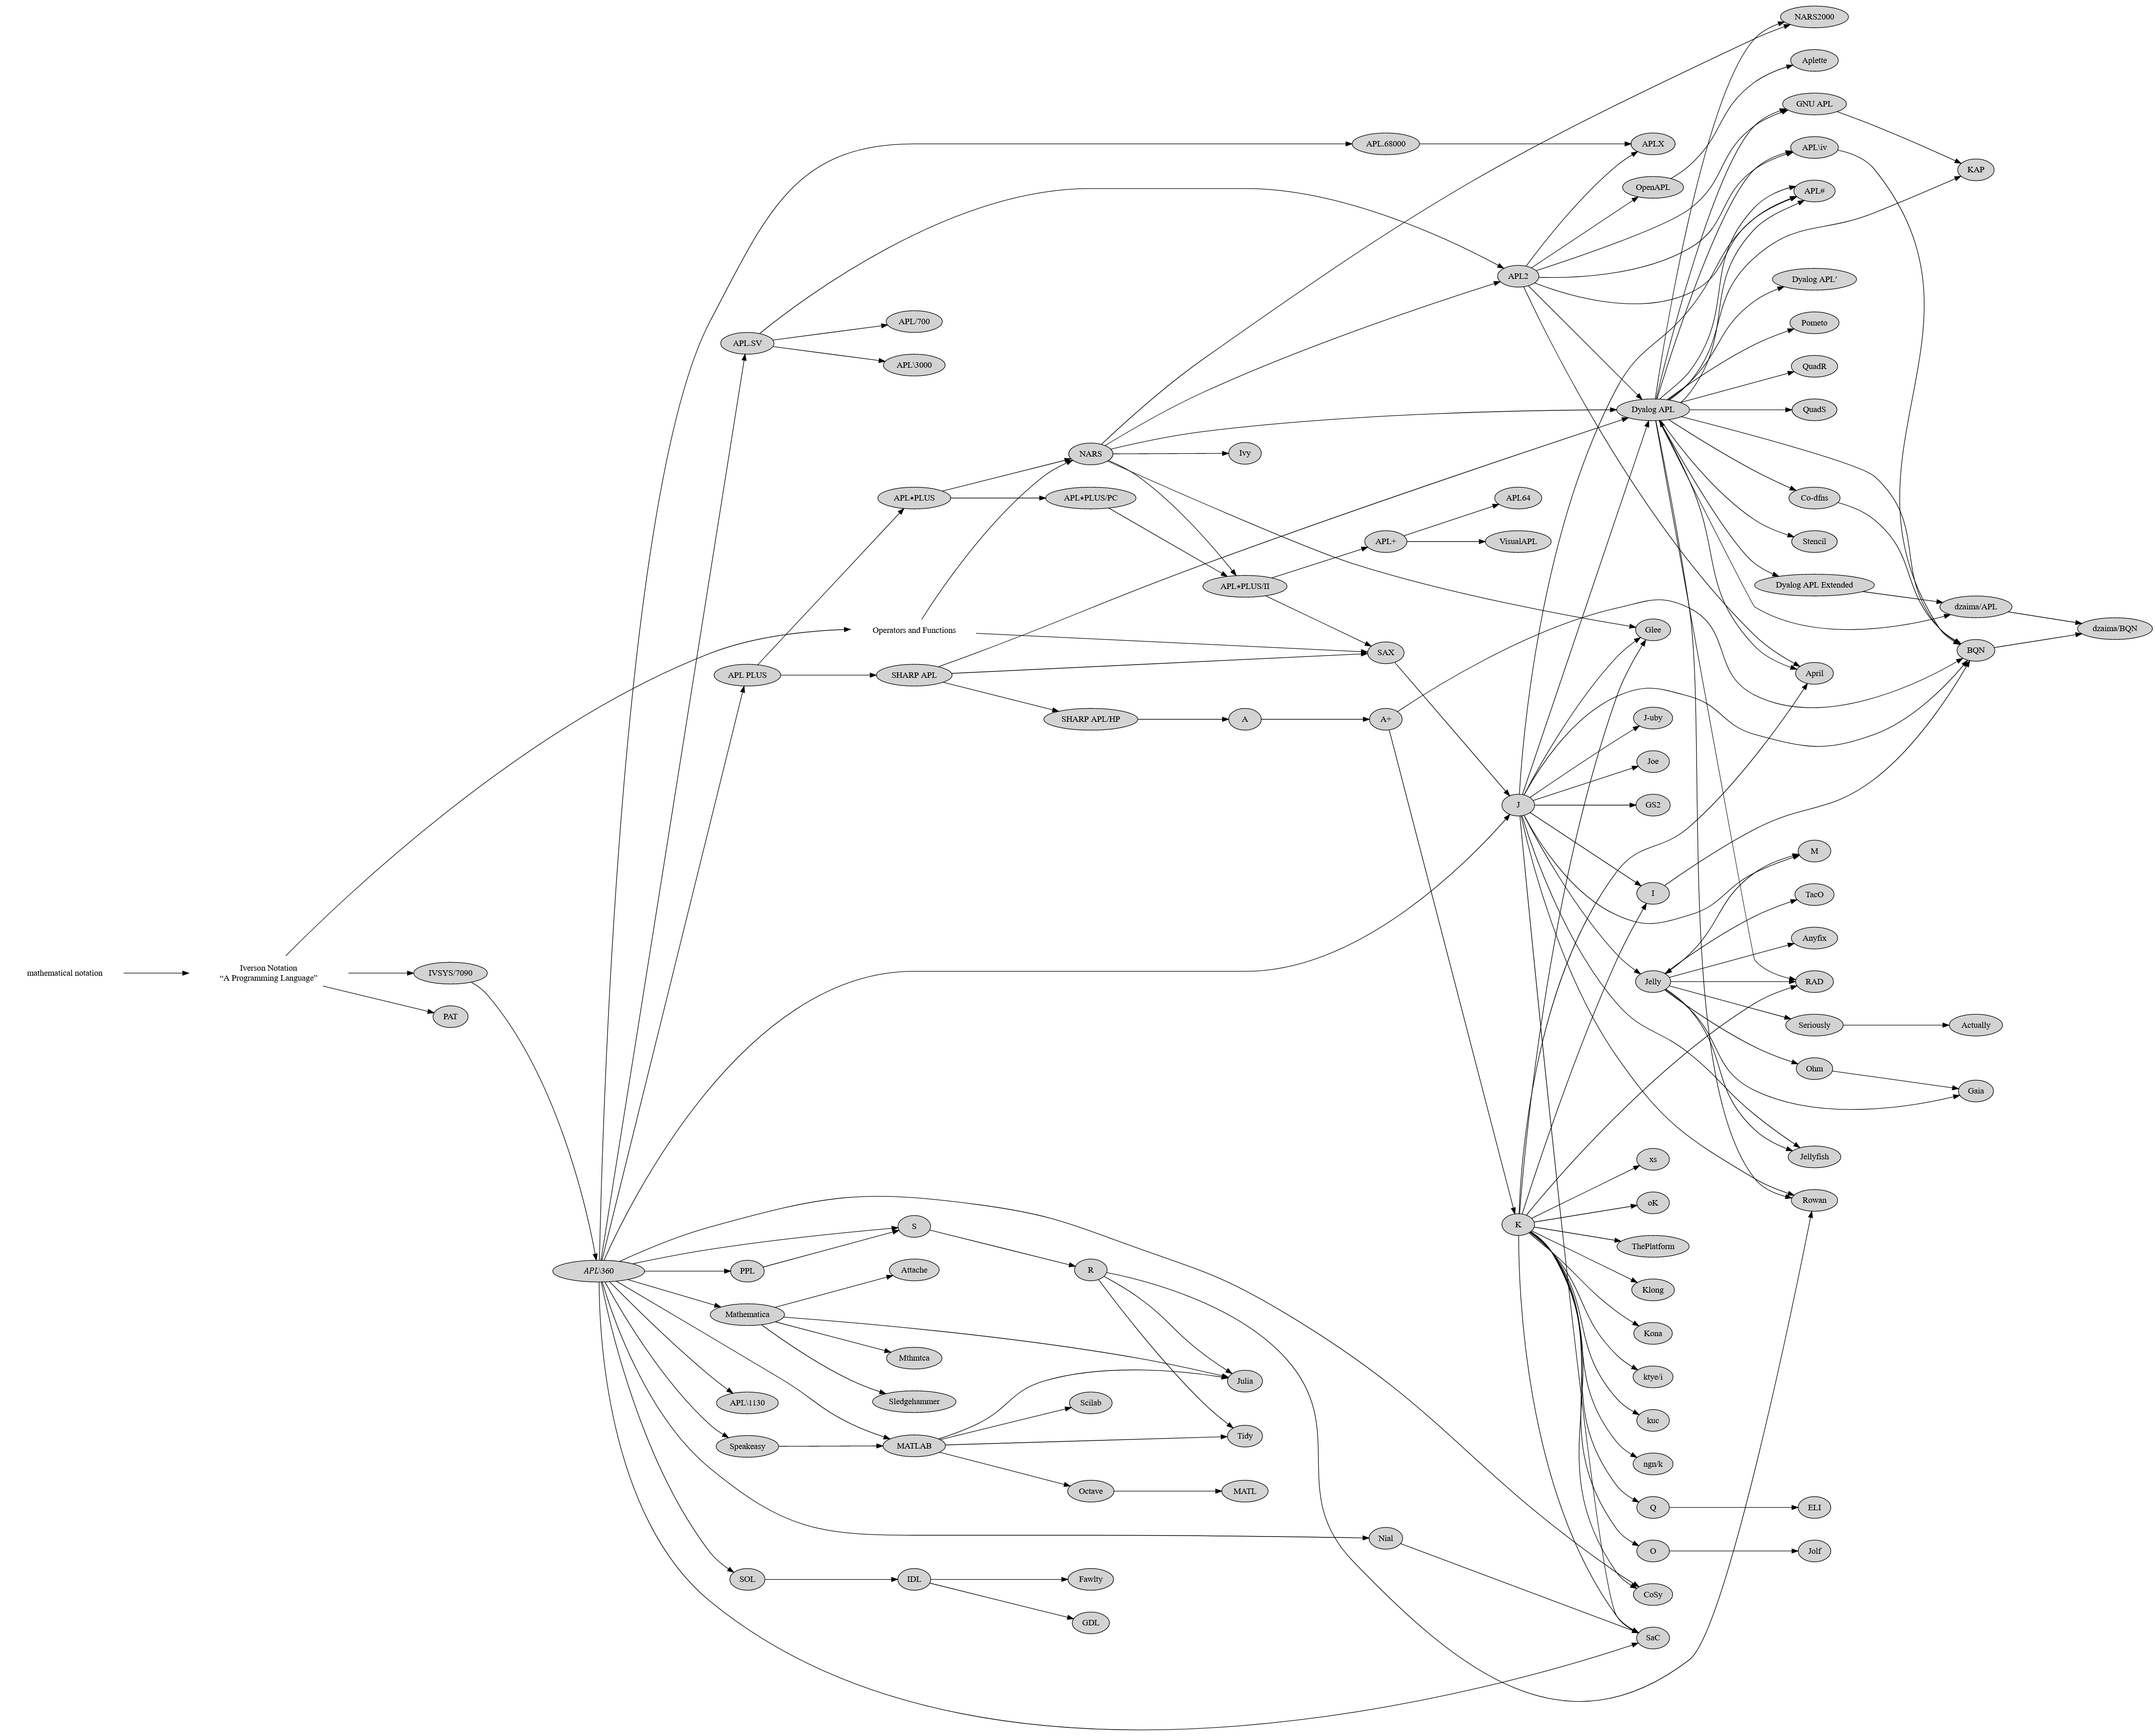 mathematical notation
Iverson Notation
“A Programming Language”
IVSYS/7090
PAT
APL\360
APL.SV
APL PLUS
PPL
Mathematica
APL\1130
Speakeasy
SOL
APL/700
APL\3000
APL⋆PLUS
Operators and Functions
SHARP APL
S
Attache
Mthmtca
Sledgehammer
MATLAB
IDL
NARS
APL⋆PLUS/PC
SHARP APL/HP
R
Scilab
Octave
Fawlty
GDL
Ivy
APL⋆PLUS/II
A
Julia
Tidy
MATL
APL.68000
APL+
SAX
A+
Nial
APL2
APL64
VisualAPL
J
K
APLX
OpenAPL
Dyalog APL
Glee
J-uby
Joe
GS2
I
Jelly
xs
oK
ThePlatform
Klong
Kona
ktye/i
kuc
ngn/k
Q
O
CoSy
SaC
NARS2000
Aplette
GNU APL
APL\iv
APL#
Dyalog APL′
Pometo
QuadR
QuadS
Co-dfns
Stencil
Dyalog APL Extended
April
M
TacO
Anyfix
RAD
Seriously
Ohm
Jellyfish
Rowan
ELI
Jolf
KAP
dzaima/APL
BQN
Actually
Gaia
dzaima/BQN